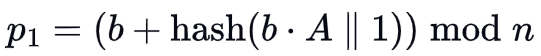 p₁ = (b + hash(b · A ∥ 1)) mod n